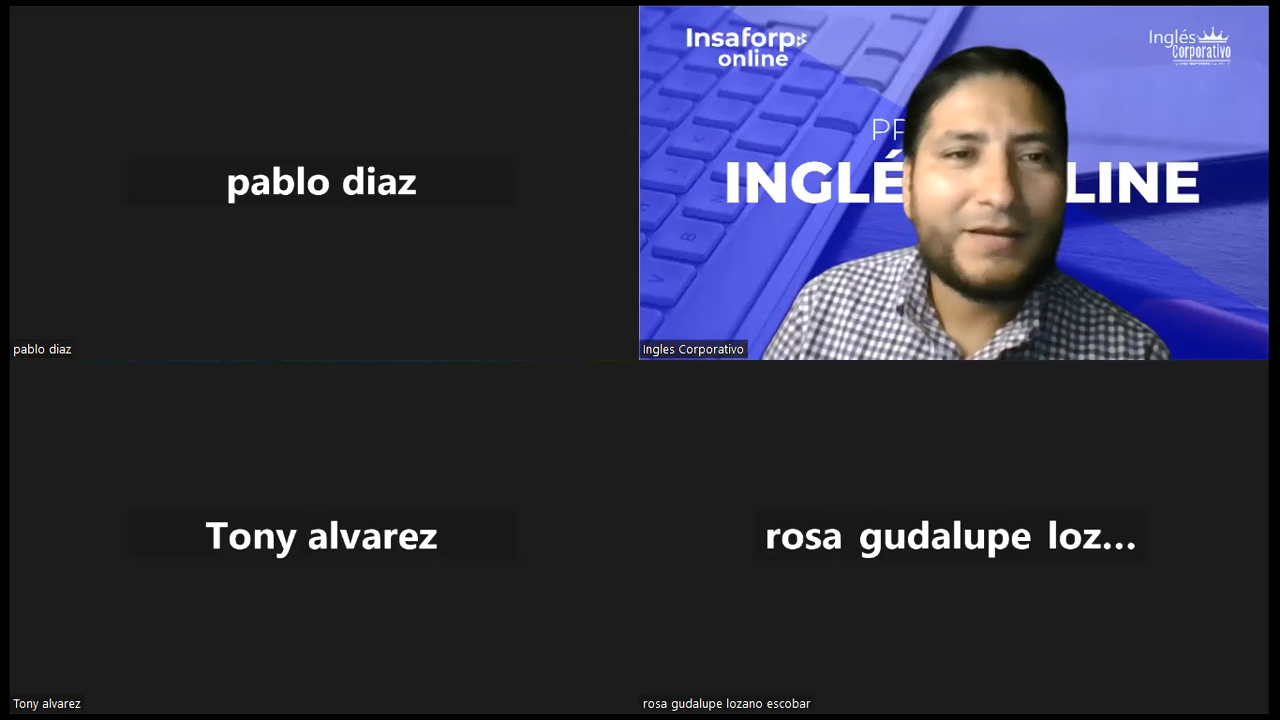 pablo diaz
pablo diaz
Insaforp
online
Inglés
Corporativo
PR
INGLÉ LINE
Ingles Corporativo
Tony alvarez
Tony alvarez
rosa gudalupe loz...
rosa gudalupe lozano escobar